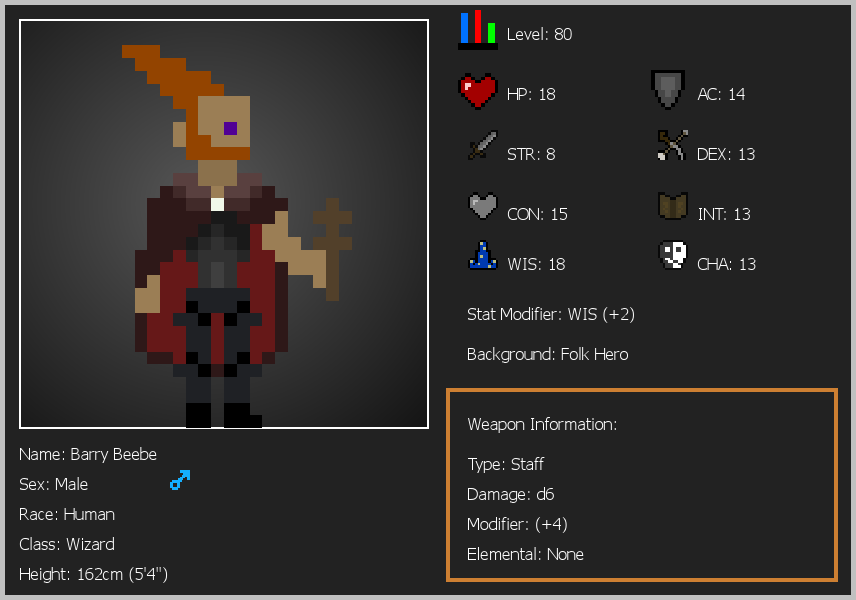 Level: 80
HP: 18
AC: 14
STR: 8
DEX: 13
CON: 15
INT: 13
WIS: 18
CHA: 13
Stat Modifier: WIS (+2)
Background: Folk Hero
Weapon Information:
Type: Staff
Damage: d6
Modifier: (+4)
Elemental: None
Name: Barry Beebe
Sex: Male
Race: Human
Class: Wizard
Height: 162cm (5'4")